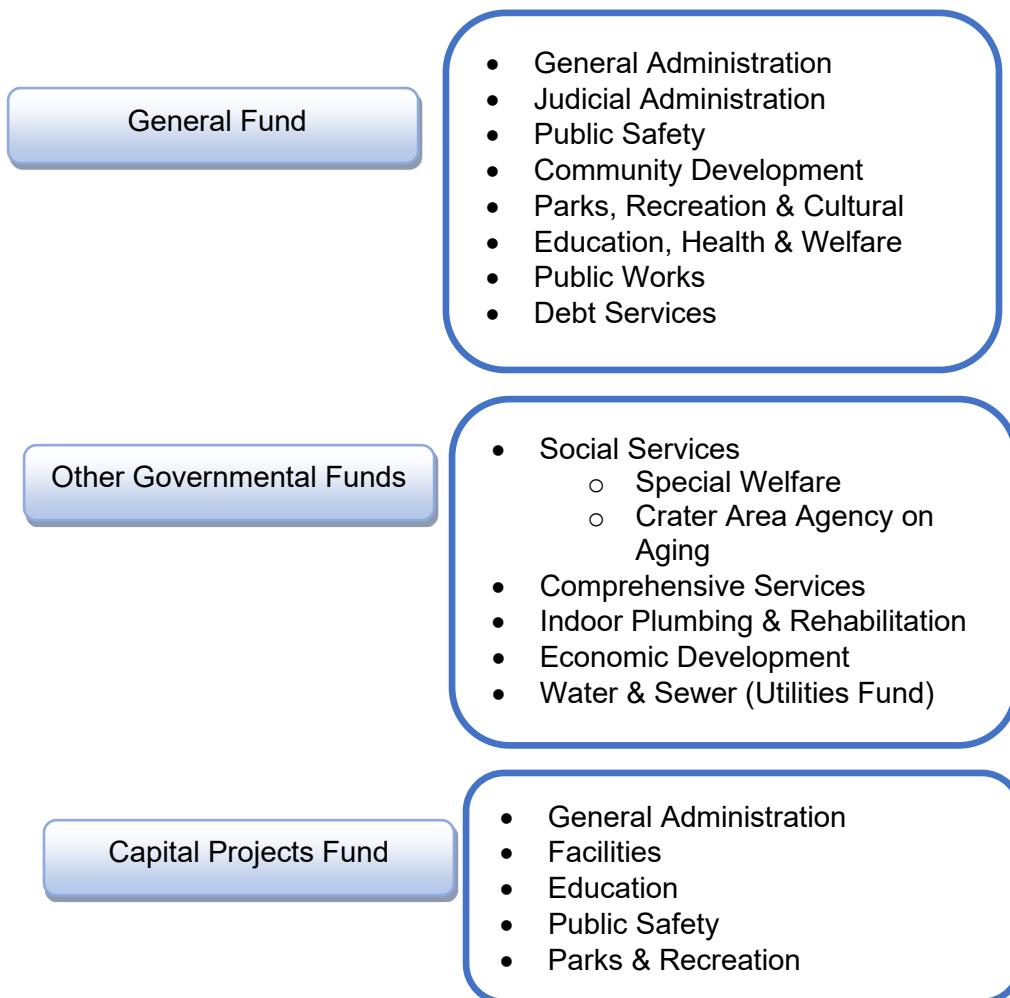 General Fund
• General Administration
• Judicial Administration
• Public Safety
• Community Development
• Parks, Recreation & Cultural
• Education, Health & Welfare
• Public Works
• Debt Services
Other Governmental Funds
• Social Services
o Special Welfare
o Crater Area Agency on
Aging
• Comprehensive Services
• Indoor Plumbing & Rehabilitation
• Economic Development
• Water & Sewer (Utilities Fund)
Capital Projects Fund
• General Administration
• Facilities
• Education
• Public Safety
• Parks & Recreation